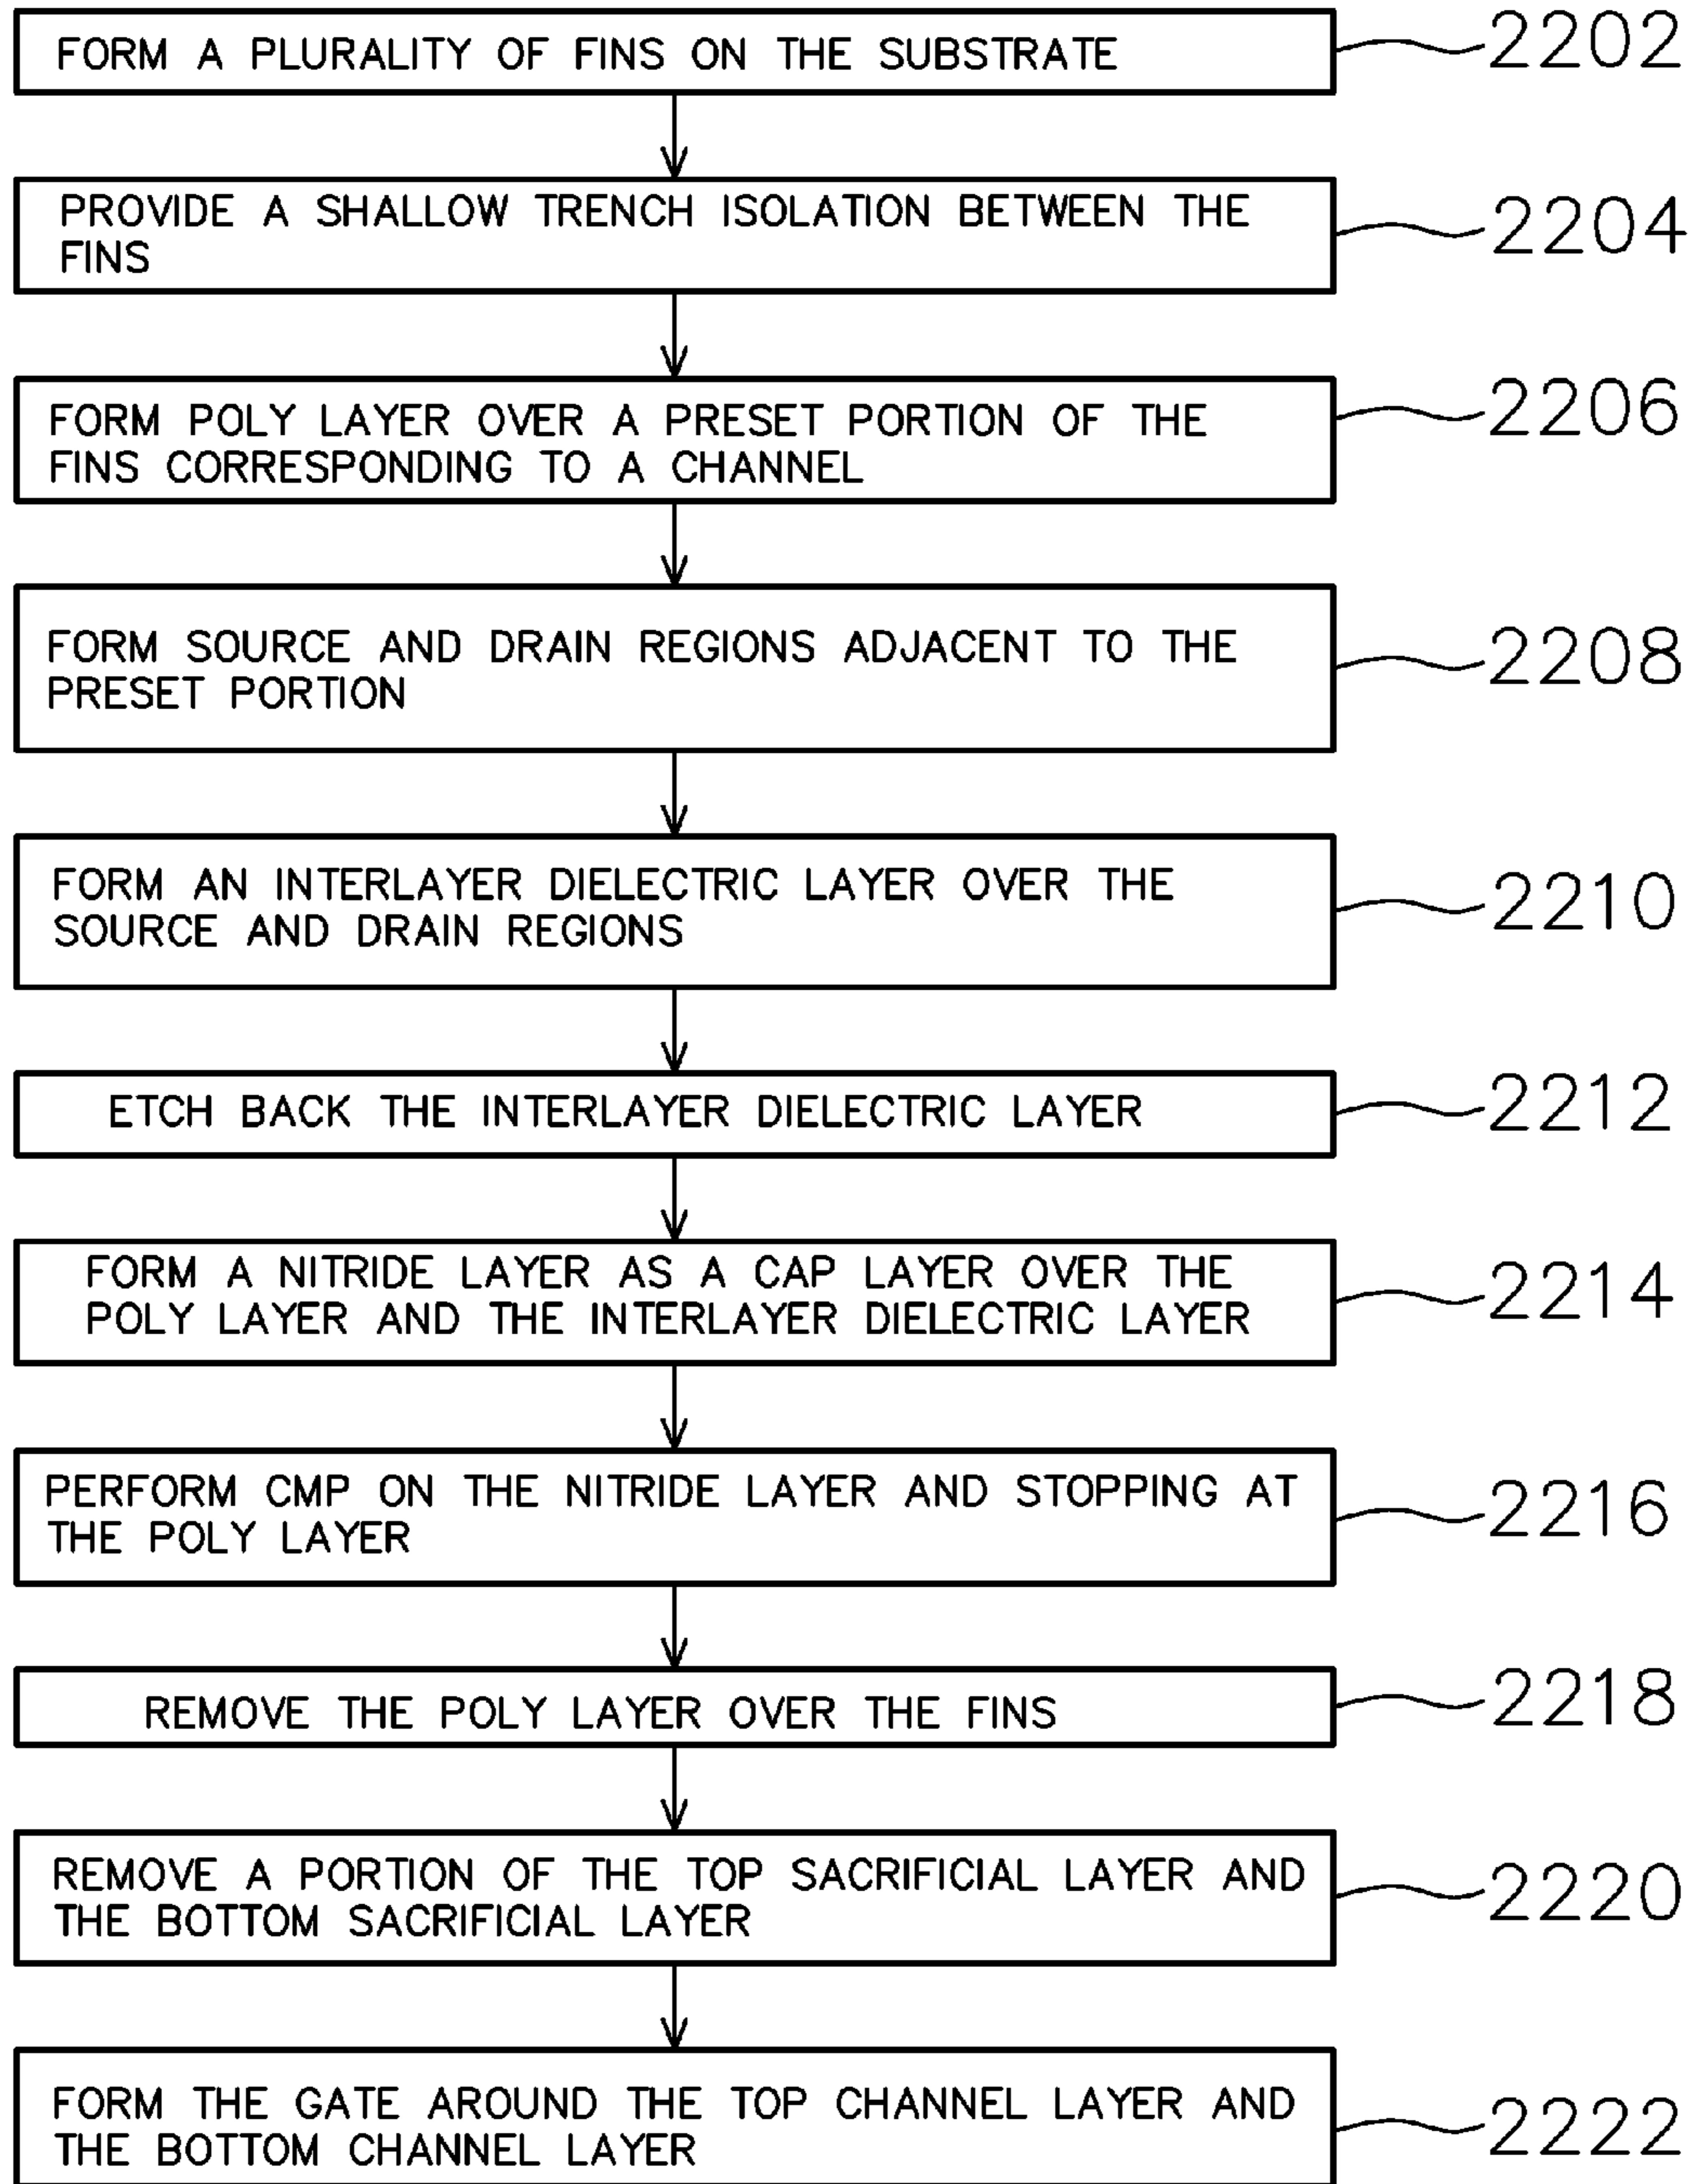 FORM A PLURALITY OF FINS ON THE SUBSTRATE
2202
PROVIDE A SHALLOW TRENCH ISOLATION BETWEEN THE
FINS
2204
FORM POLY LAYER OVER A PRESET PORTION OF THE
FINS CORRESPONDING TO A CHANNEL
2206
FORM SOURCE AND DRAIN REGIONS ADJACENT TO THE
PRESET PORTION
2208
FORM AN INTERLAYER DIELECTRIC LAYER OVER THE
SOURCE AND DRAIN REGIONS
2210
ETCH BACK THE INTERLAYER DIELECTRIC LAYER
2212
FORM A NITRIDE LAYER AS A CAP LAYER OVER THE
POLY LAYER AND THE INTERLAYER DIELECTRIC LAYER
2214
PERFORM CMP ON THE NITRIDE LAYER AND STOPPING AT
THE POLY LAYER
2216
REMOVE THE POLY LAYER OVER THE FINS
2218
REMOVE A PORTION OF THE TOP SACRIFICIAL LAYER AND
THE BOTTOM SACRIFICIAL LAYER
2220
FORM THE GATE AROUND THE TOP CHANNEL LAYER AND
THE BOTTOM CHANNEL LAYER
2222